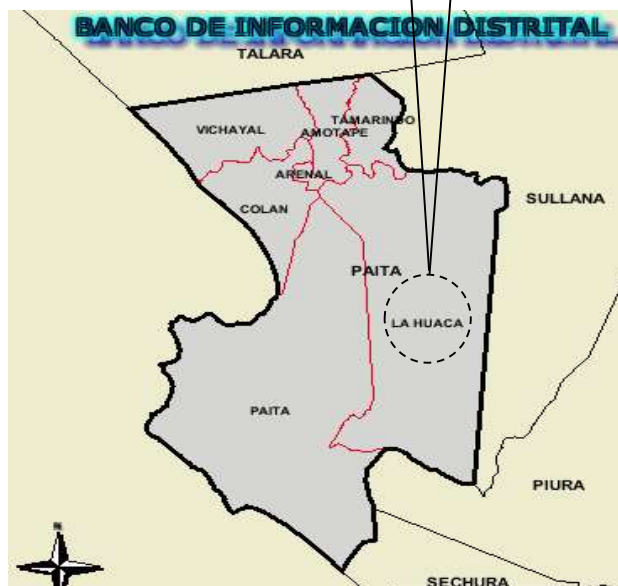 BANCO DE INFORMACION DISTRITAL
TALARA
TAMARINDO
VICHAYAL
AMOTAPE
ARENAL
SULLANA
COLAN
PAITA
LA HUACA
PAITA
PIURA
N
SECHURA